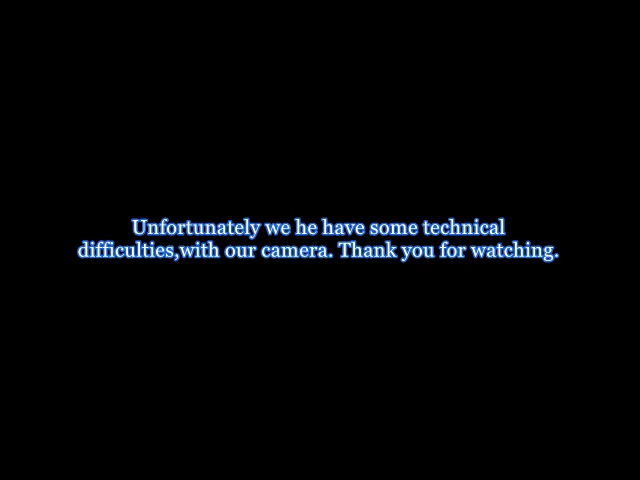 Unfortunately we he have some technical
difficulties,with our camera. Thank you for watching.